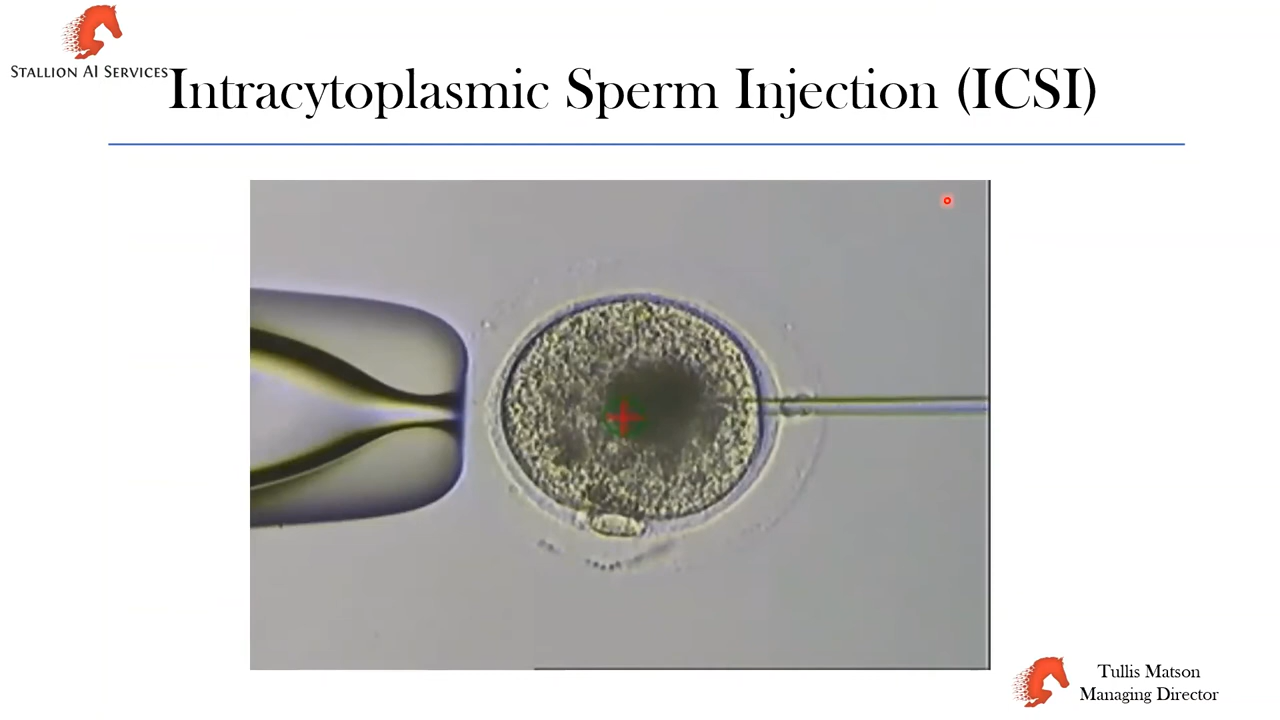 STALLION AI SERVICES
Intracytoplasmic Sperm Injection (ICSI)
Tullis Matson
Managing Director